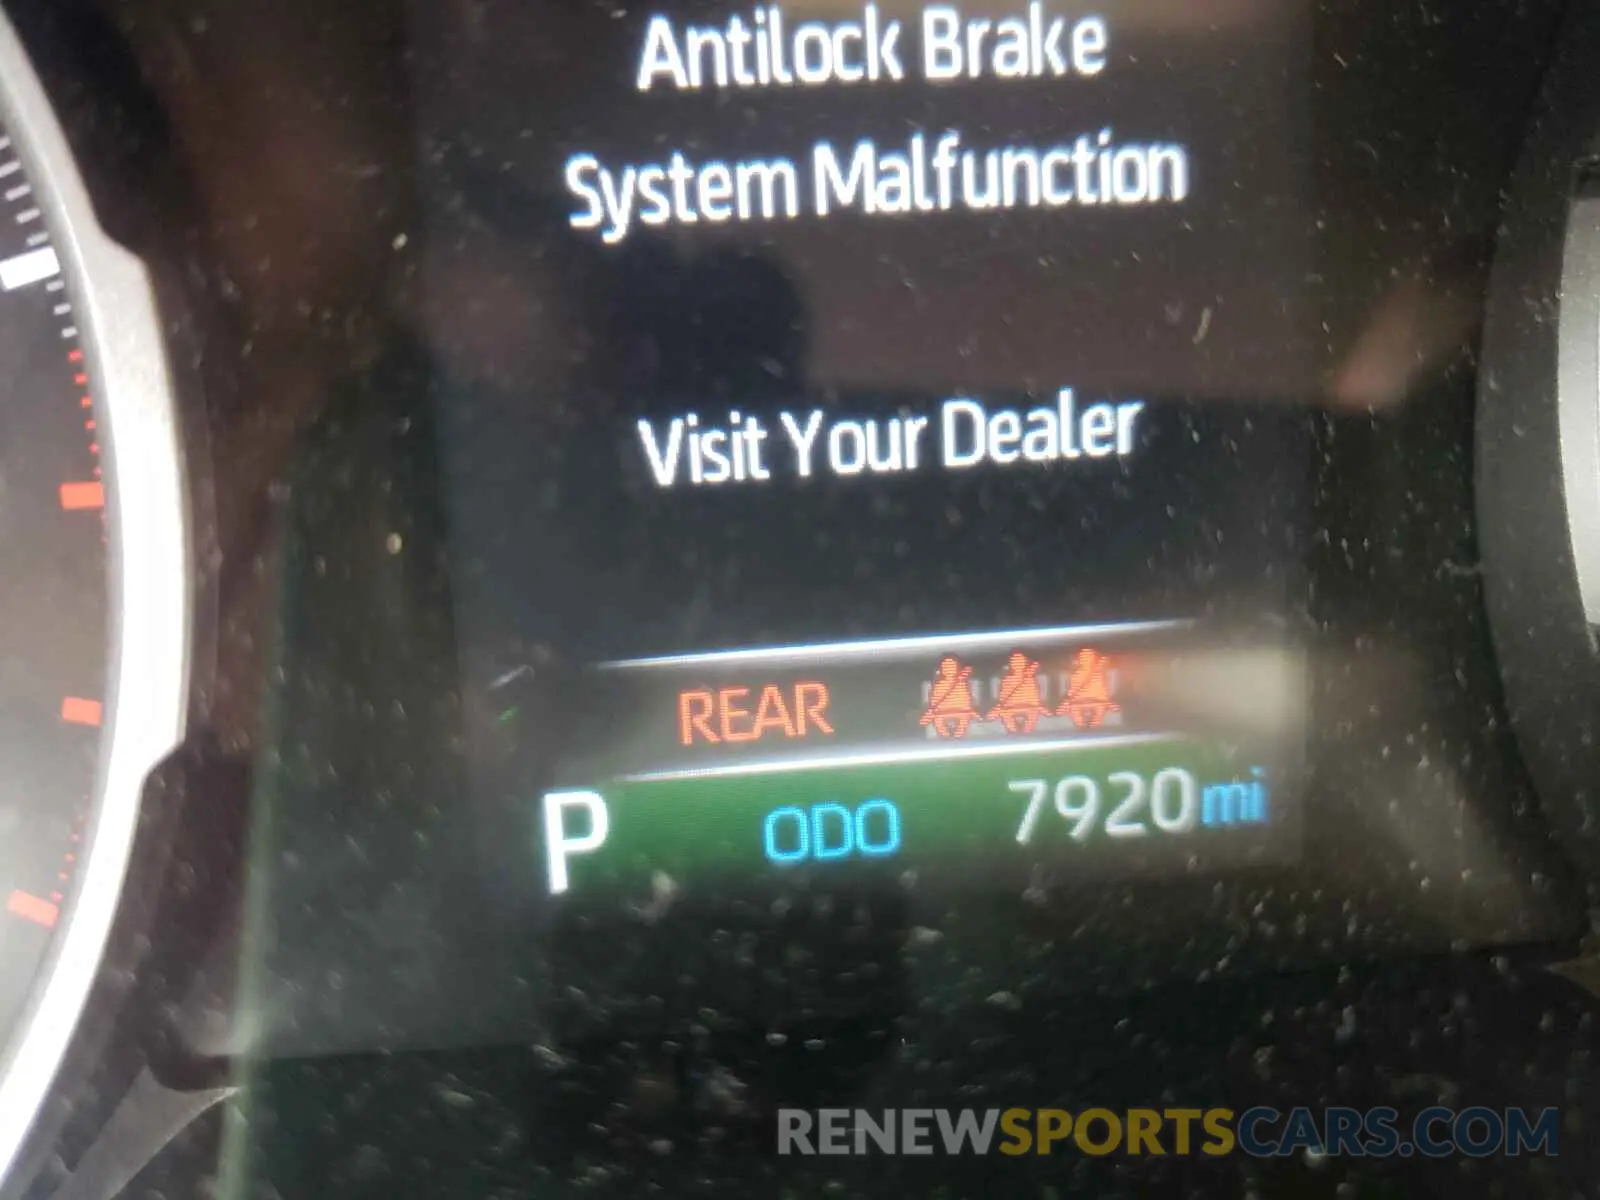 Antilock Brake
System Malfunction
Visit Your Dealer
REAR
P ODO 7920mi
RENEWSPORTSCARS.COM